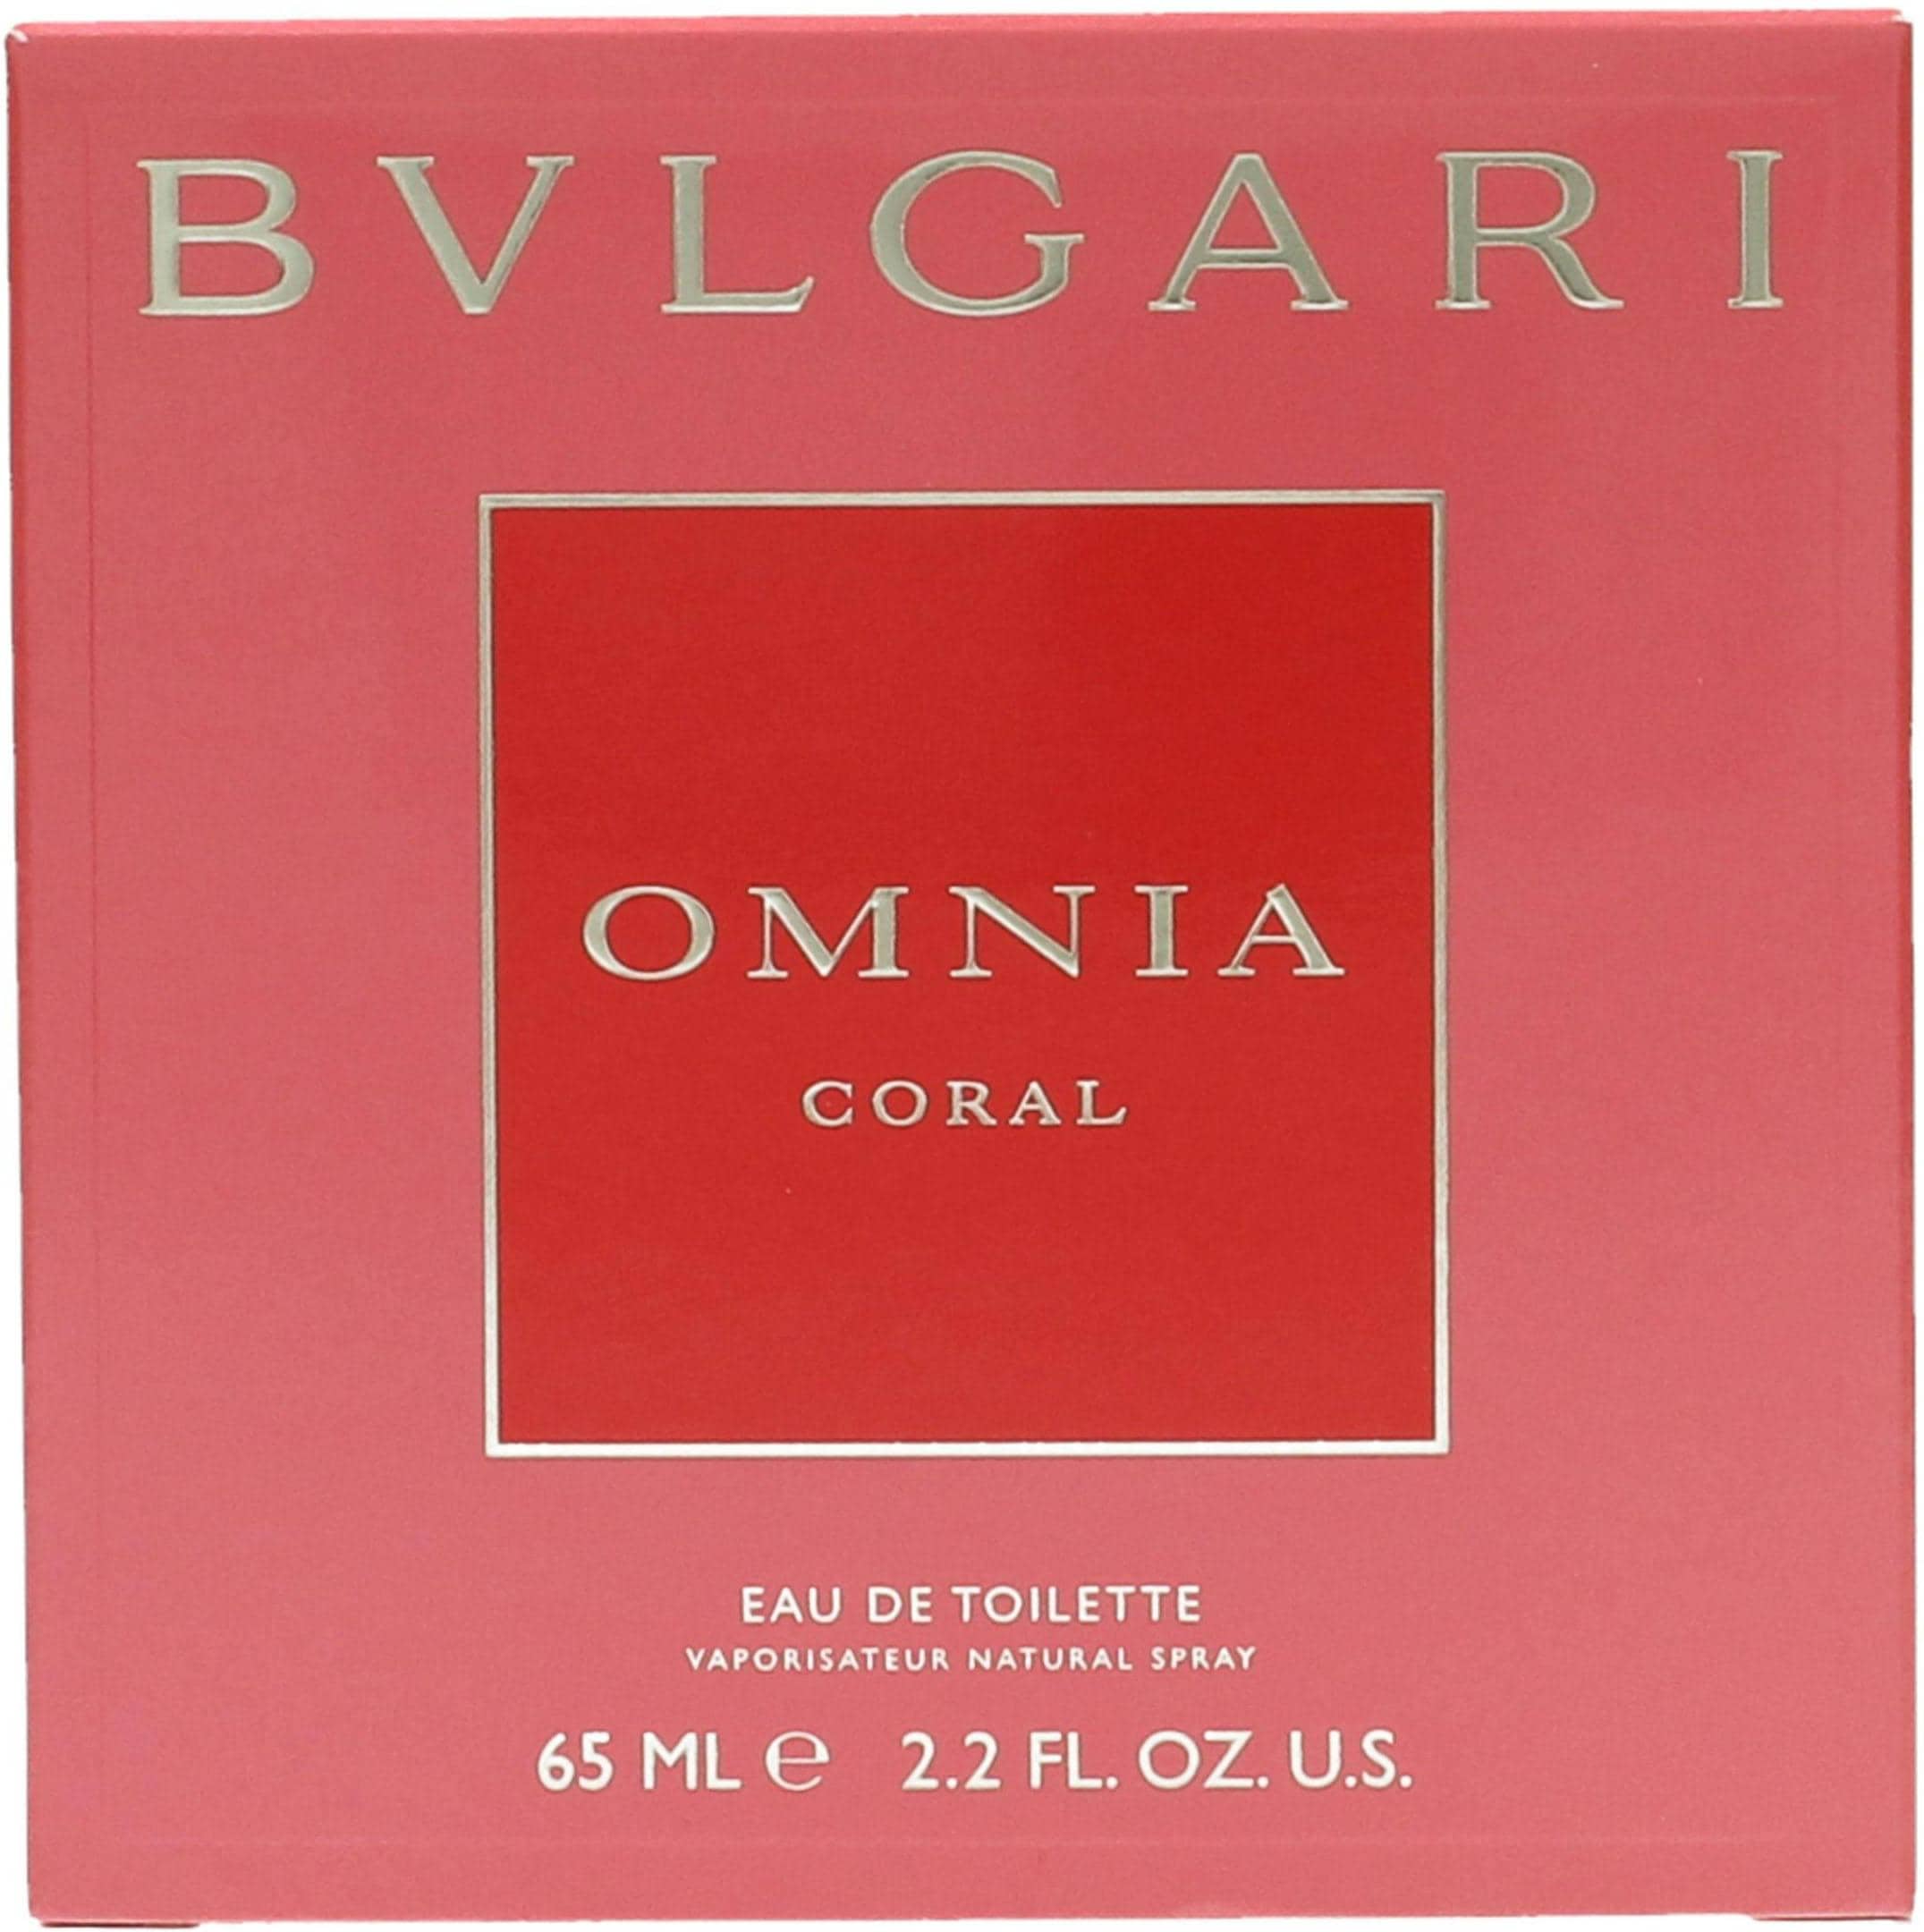 BVLGARI
OMNIA
CORAL
EAU DE TOILETTE
VAPORISATEUR NATURAL SPRAY
65 ML ℮ 2.2 FL. OZ. U.S.